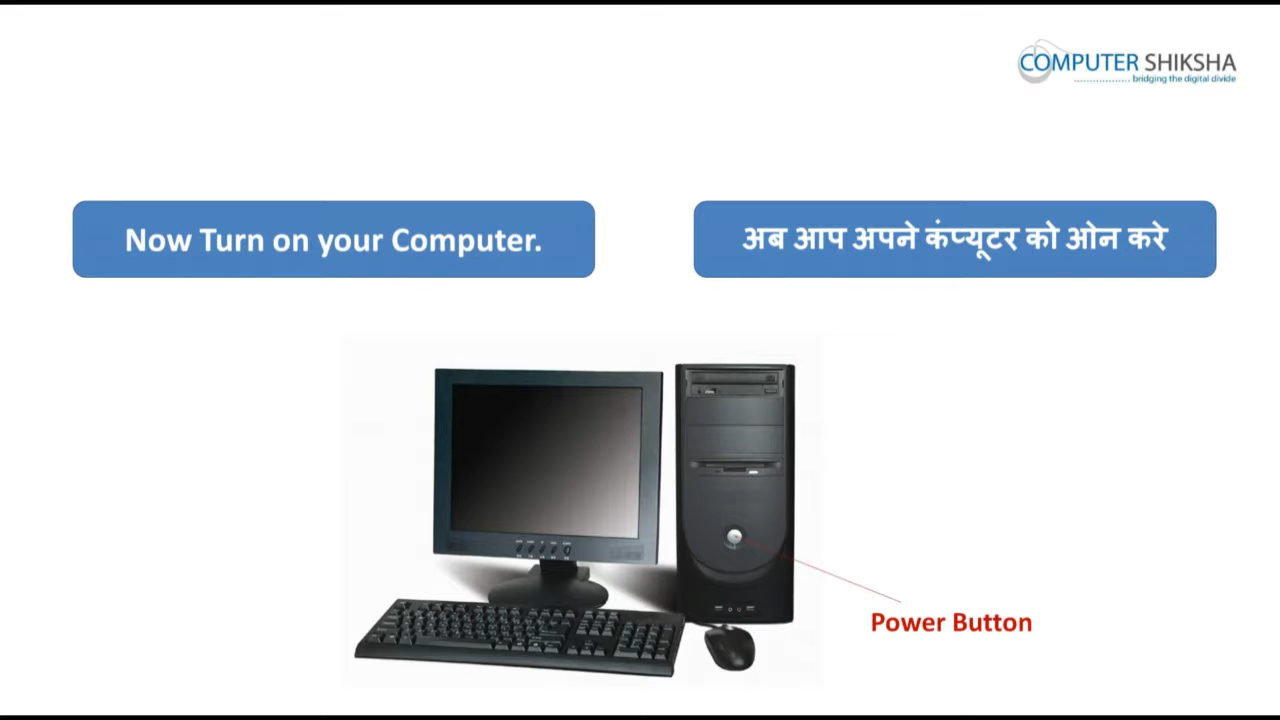 COMPUTER SHIKSHA
bridging the digital divide
Now Turn on your Computer.
अब आप अपने कंप्यूटर को ओन करे
Power Button